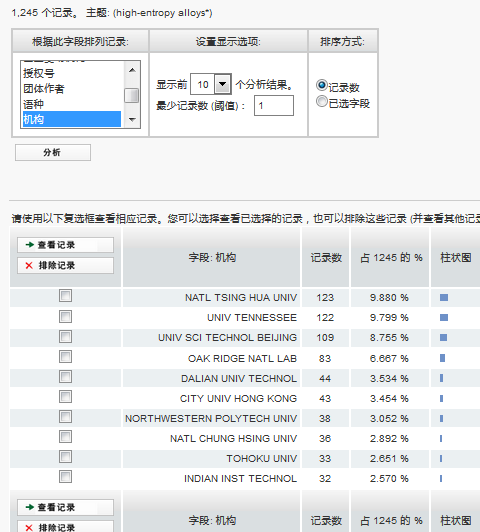 1,245 个记录。 主题: (high-entropy alloys*)
根据此字段排列记录: 设置显示选项: 排序方式:
授权号
团体作者
语种
机构
显示前 10 个分析结果。
最少记录数 (阈值)： 1
记录数
已选字段
分析
请使用以下复选框查看相应记录。您可以选择查看已选择的记录，也可以排除这些记录 (并查看其他记录
查看记录
排除记录
字段: 机构 记录数 占 1245 的 % 柱状图
NATL TSING HUA UNIV 123 9.880 %
UNIV TENNESSEE 122 9.799 %
UNIV SCI TECHNOL BEIJING 109 8.755 %
OAK RIDGE NATL LAB 83 6.667 %
DALIAN UNIV TECHNOL 44 3.534 %
CITY UNIV HONG KONG 43 3.454 %
NORTHWESTERN POLYTECH UNIV 38 3.052 %
NATL CHUNG HSING UNIV 36 2.892 %
TOHOKU UNIV 33 2.651 %
INDIAN INST TECHNOL 32 2.570 %
查看记录
排除记录
字段: 机构 记录数 占 1245 的 % 柱状图